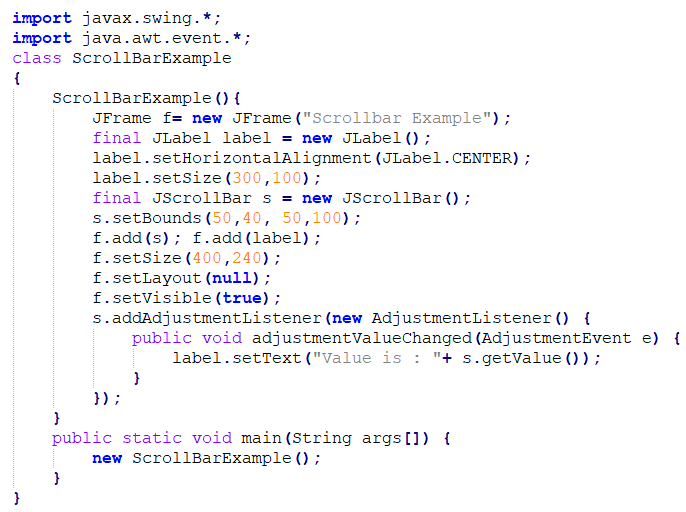 import javax.swing.*;
import java.awt.event.*;
class ScrollBarExample
{
    ScrollBarExample(){
        JFrame f= new JFrame("Scrollbar Example");
        final JLabel label = new JLabel();
        label.setHorizontalAlignment(JLabel.CENTER);
        label.setSize(300,100);
        final JScrollBar s = new JScrollBar();
        s.setBounds(50,40, 50,100);
        f.add(s); f.add(label);
        f.setSize(400,240);
        f.setLayout(null);
        f.setVisible(true);
        s.addAdjustmentListener(new AdjustmentListener() {
            public void adjustmentValueChanged(AdjustmentEvent e) {
                label.setText("Value is : "+ s.getValue());
            }
        });
    }
    public static void main(String args[]) {
        new ScrollBarExample();
    }
}